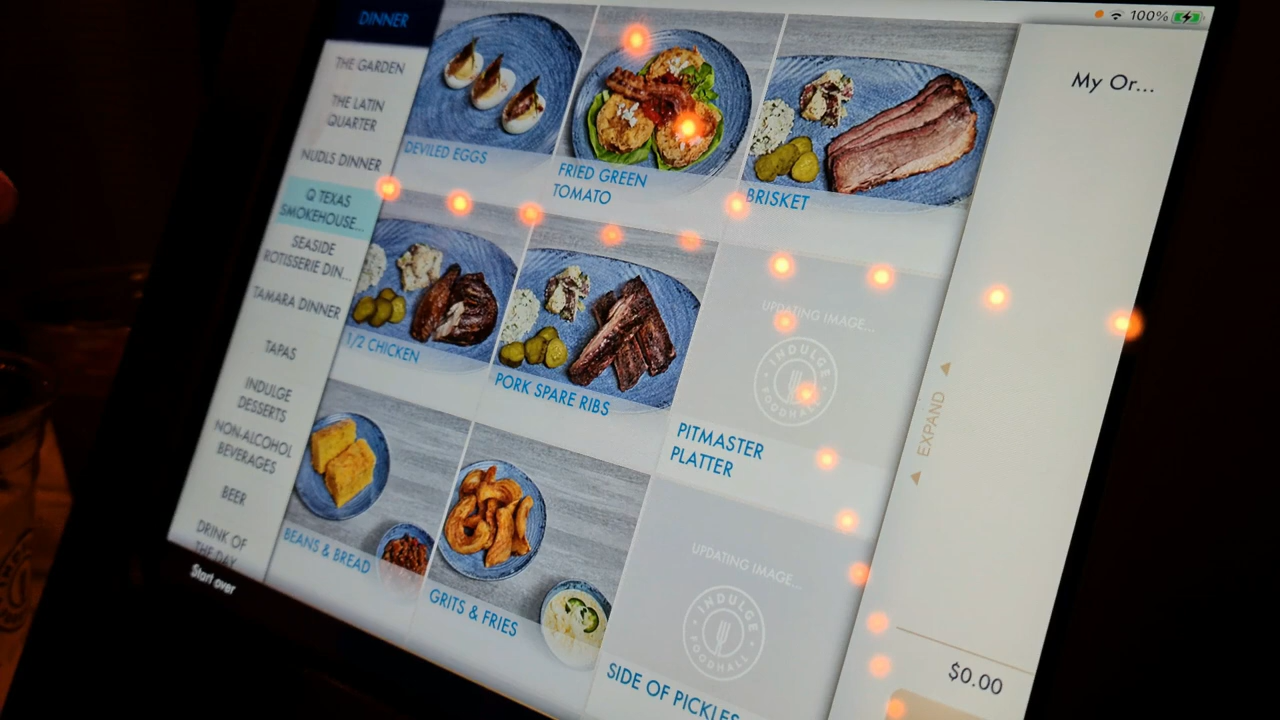 DINNER
100%
THE GARDEN
THE LATIN
QUARTER
NUDLS DINNER
Q TEXAS
SMOKEHOUSE...
SEASIDE
ROTISSERIE DIN...
TAMARA DINNER
TAPAS
INDULGE
DESSERTS
NON-ALCOHOL
BEVERAGES
BEER
DRINK OF
THE DAY
Start over
DEVILED EGGS
FRIED GREEN
TOMATO
BRISKET
1/2 CHICKEN
PORK SPARE RIBS
UPDATING IMAGE...
INDULGE
FOODHALL
PITMASTER
PLATTER
BEANS & BREAD
GRITS & FRIES
UPDATING IMAGE...
INDULGE
FOODHALL
SIDE OF PICKLES
My Or...
EXPAND
$0.00